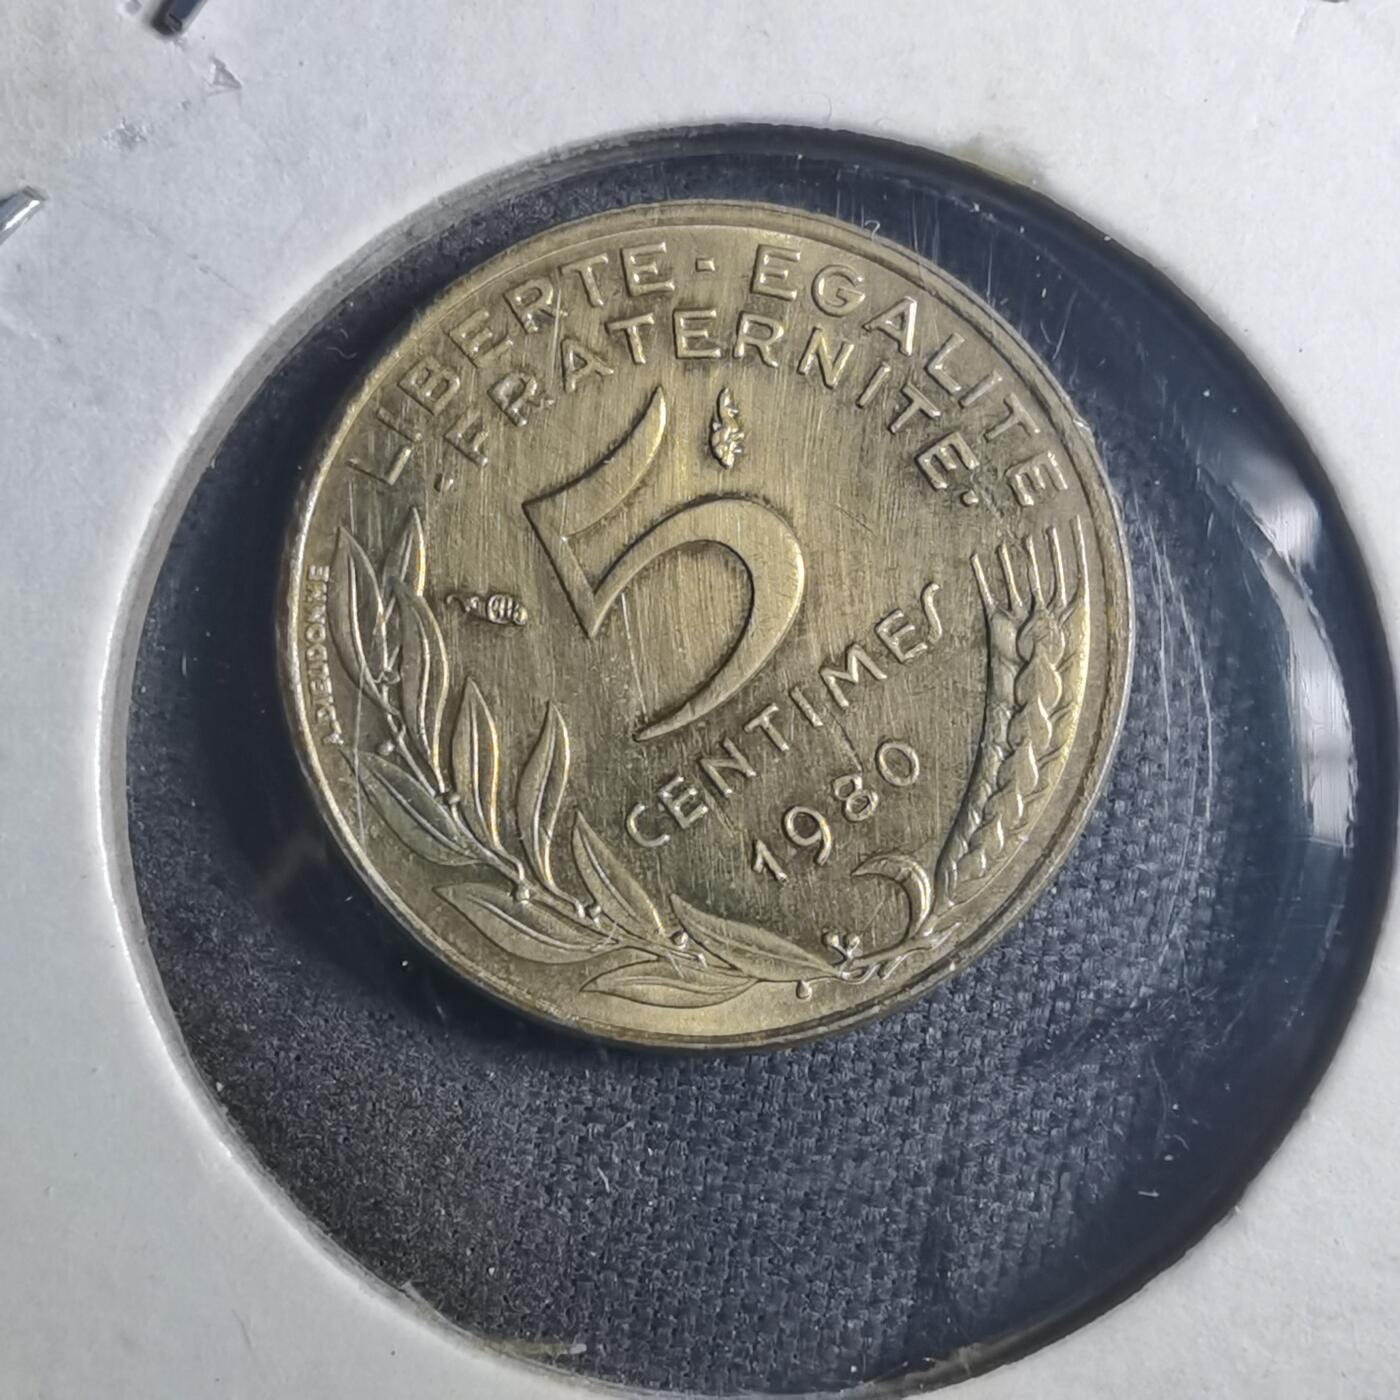 LIBERTE · EGALITE
· FRATERNITE ·
5
CENTIMES
1980
A.DIEUDONNE